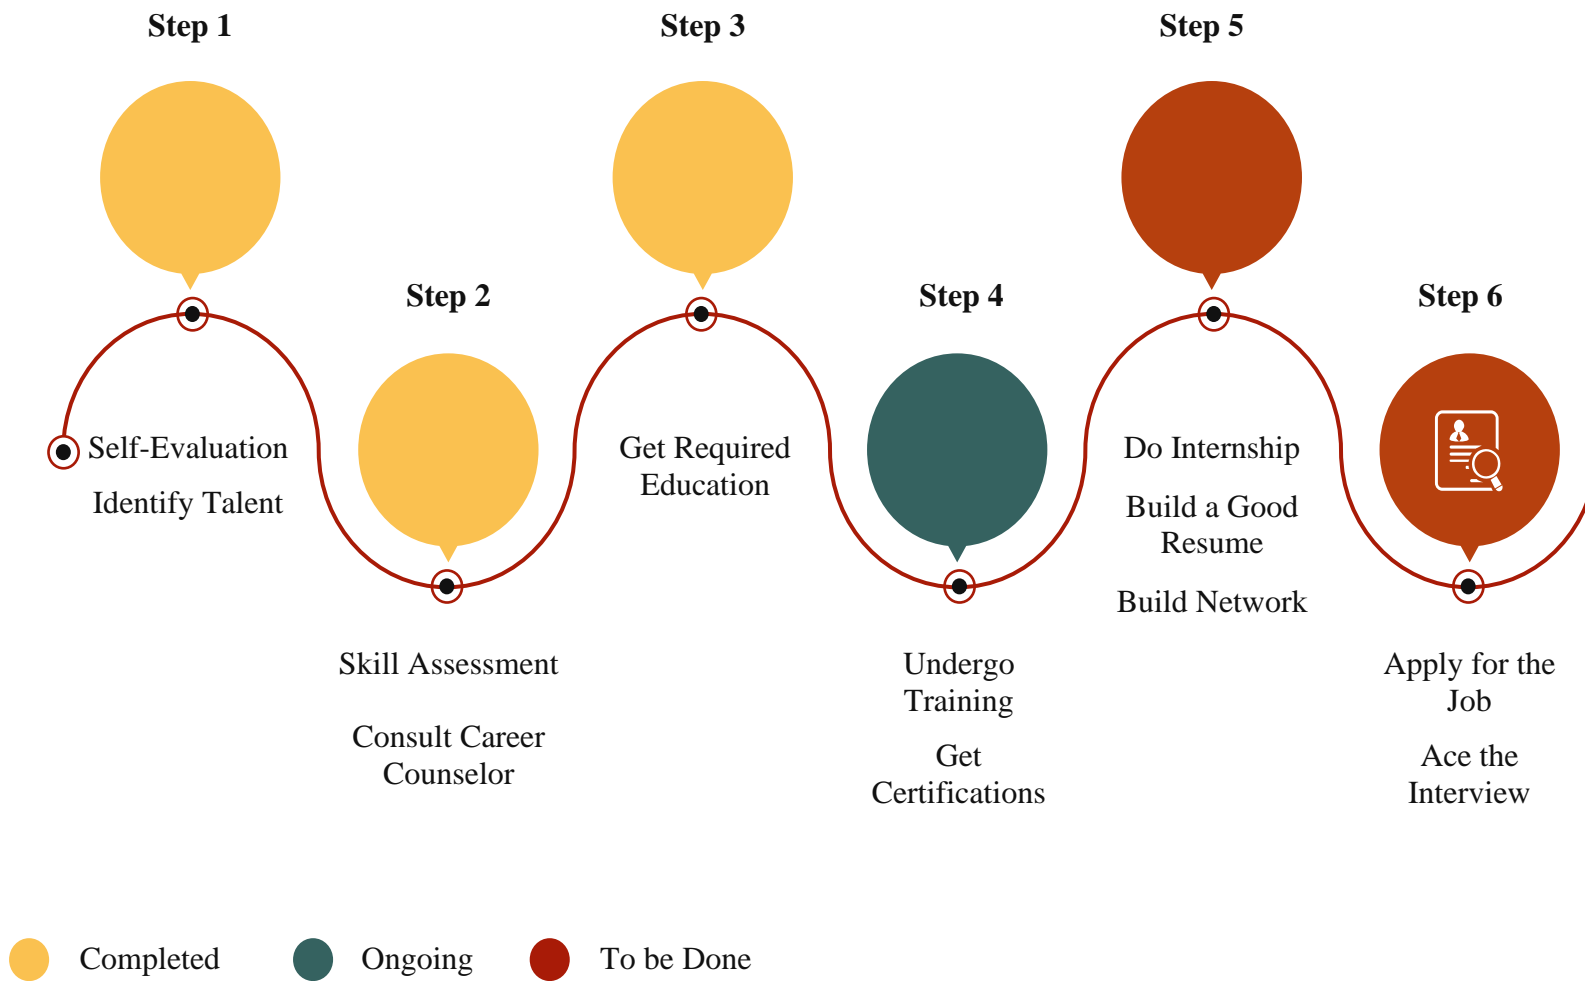 Step 1
Step 3
Step 5
Step 2
Step 4
Step 6
Self-Evaluation
Identify Talent
Get Required
Education
Do Internship
Build a Good
Resume
Build Network
Skill Assessment
Consult Career
Counselor
Undergo
Training
Get
Certifications
Apply for the
Job
Ace the
Interview
Completed
Ongoing
To be Done